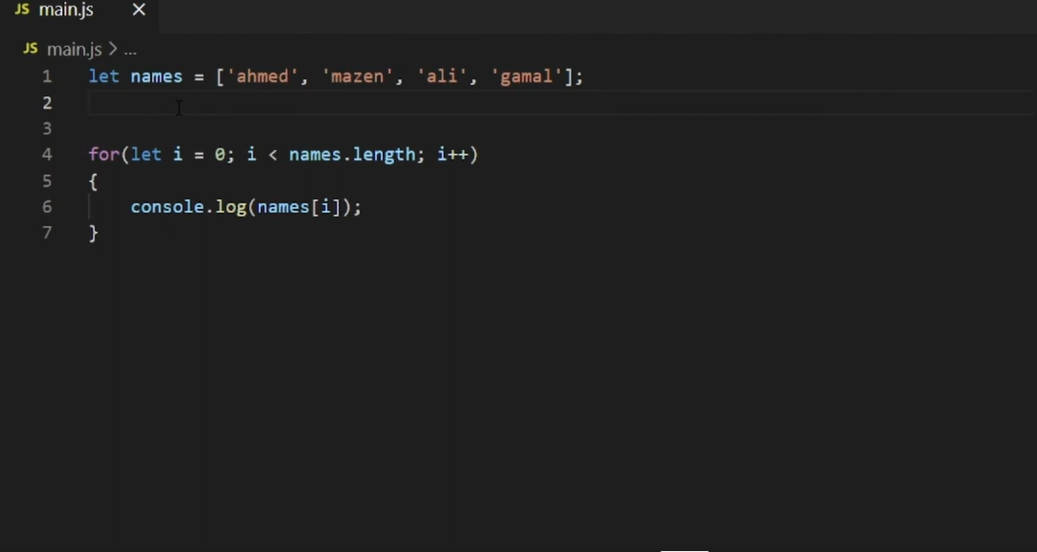 JS main.js ×
JS main.js > ...
1 let names = ['ahmed', 'mazen', 'ali', 'gamal'];
2
3
4 for(let i = 0; i < names.length; i++)
5 {
6     console.log(names[i]);
7 }